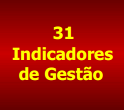 31
Indicadores
de Gestão